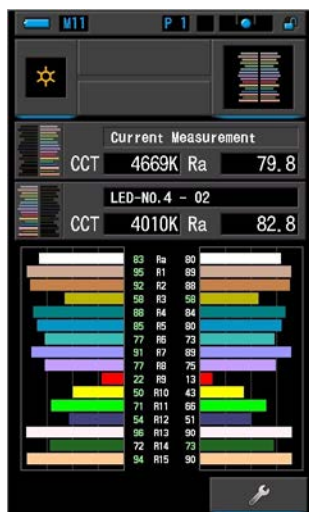 M11 P 1
Current Measurement
CCT 4669K Ra 79.8
LED-NO.4 - 02
CCT 4010K Ra 82.8
83 Ra 80
95 R1 89
92 R2 88
58 R3 58
88 R4 84
85 R5 80
77 R6 73
91 R7 89
77 R8 75
22 R9 13
50 R10 43
71 R11 66
54 R12 51
96 R13 90
72 R14 73
94 R15 90